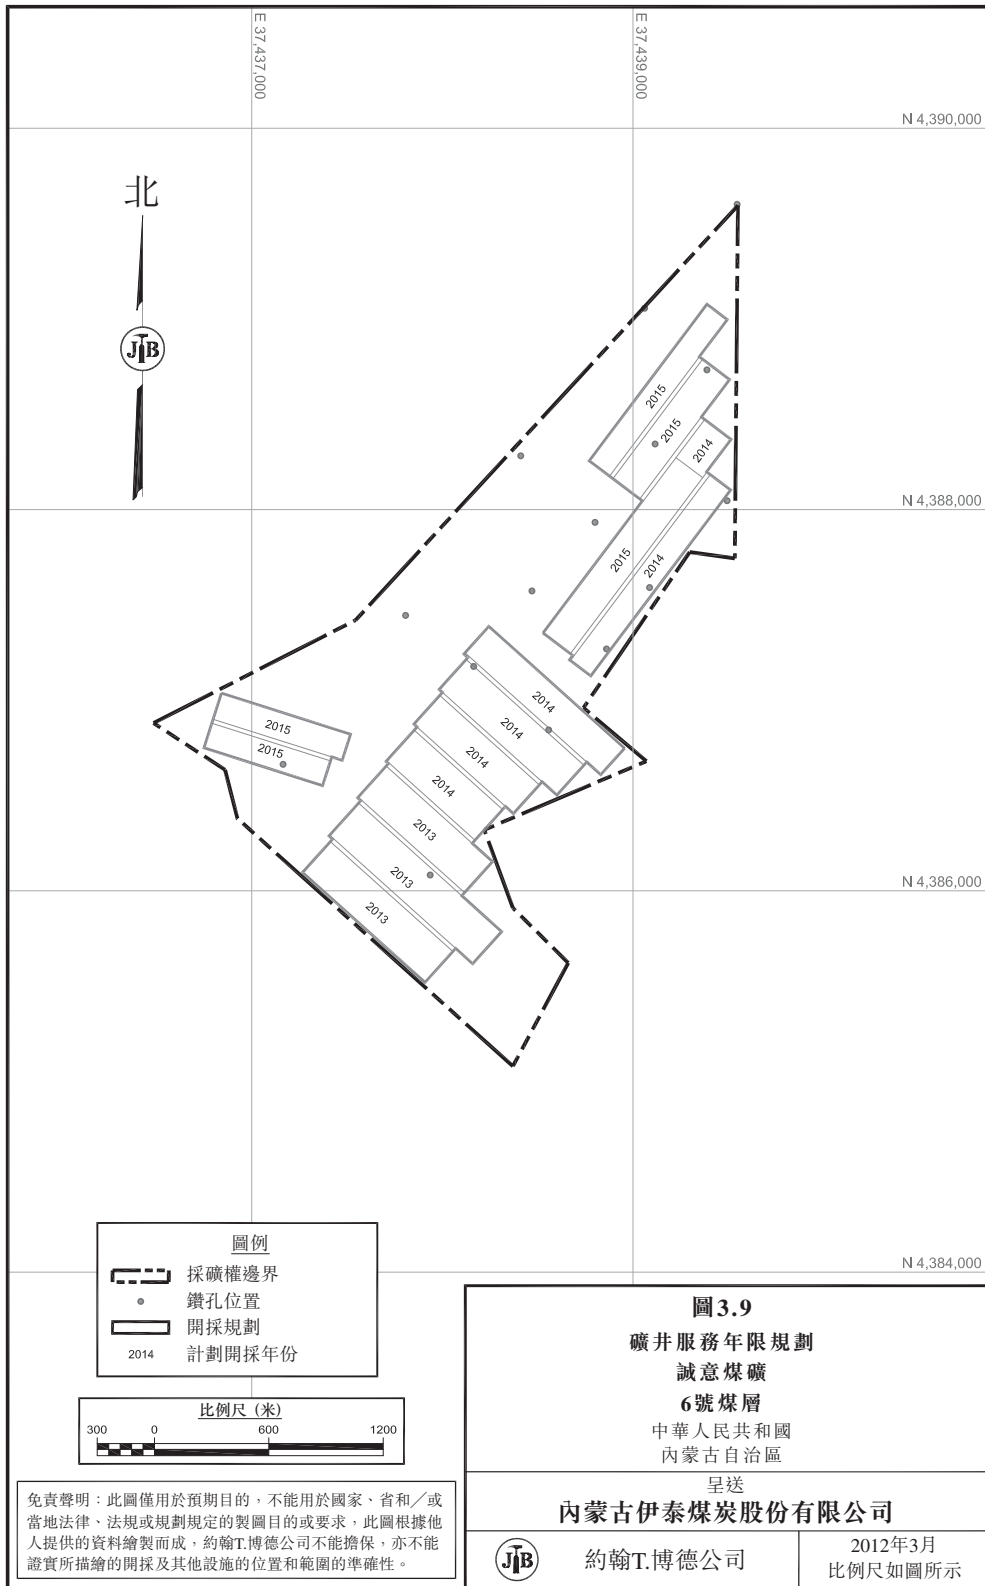 E 37,437,000
E 37,439,000
N 4,390,000
北
JTB
2015
2015
2014
N 4,388,000
2015
2014
2014
2014
2015
2015
2014
2014
2013
2013
2013
N 4,386,000
N 4,384,000
圖例
採礦權邊界
鑽孔位置
開採規劃
2014 計劃開採年份
比例尺（米）
300 0 600 1200
免責聲明：此圖僅用於預期目的，不能用於國家、省和／或
當地法律、法規或規劃規定的製圖目的或要求，此圖根據他
人提供的資料繪製而成，約翰T.博德公司不能擔保，亦不能
證實所描繪的開採及其他設施的位置和範圍的準確性。
圖3.9
礦井服務年限規劃
誠意煤礦
6號煤層
中華人民共和國
內蒙古自治區
呈送
內蒙古伊泰煤炭股份有限公司
JTB
約翰T.博德公司
2012年3月
比例尺如圖所示